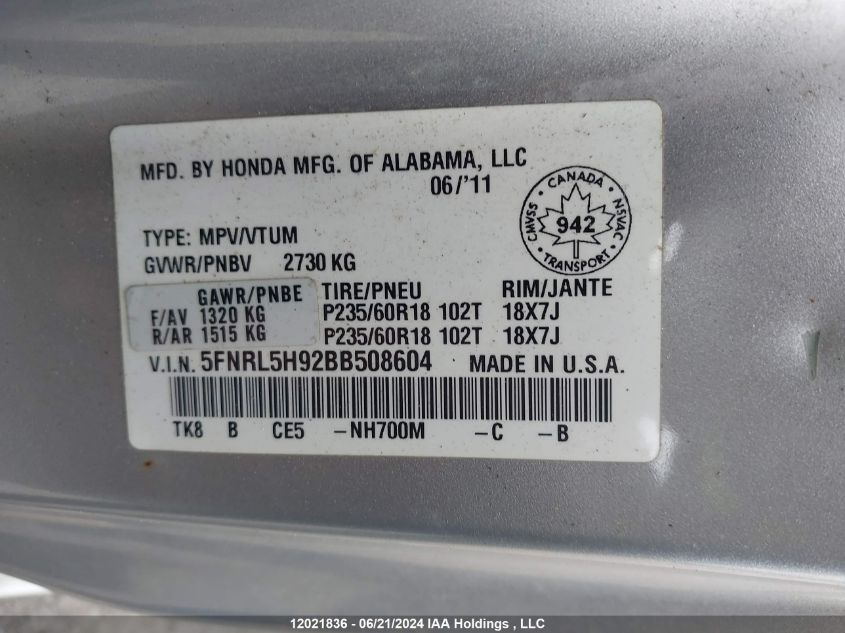 MFD. BY HONDA MFG. OF ALABAMA, LLC
06/'11
CMVSS · CANADA · NSVAC · TRANSPORT ·
942
TYPE: MPV/VTUM
GVWR/PNBV 2730 KG
GAWR/PNBE TIRE/PNEU RIM/JANTE
F/AV 1320 KG P235/60R18 102T 18X7J
R/AR 1515 KG P235/60R18 102T 18X7J
V.I.N. 5FNRL5H92BB508604 MADE IN U.S.A.
TK8 B CE5 -NH700M -C -B
12021836 - 06/21/2024 IAA Holdings , LLC